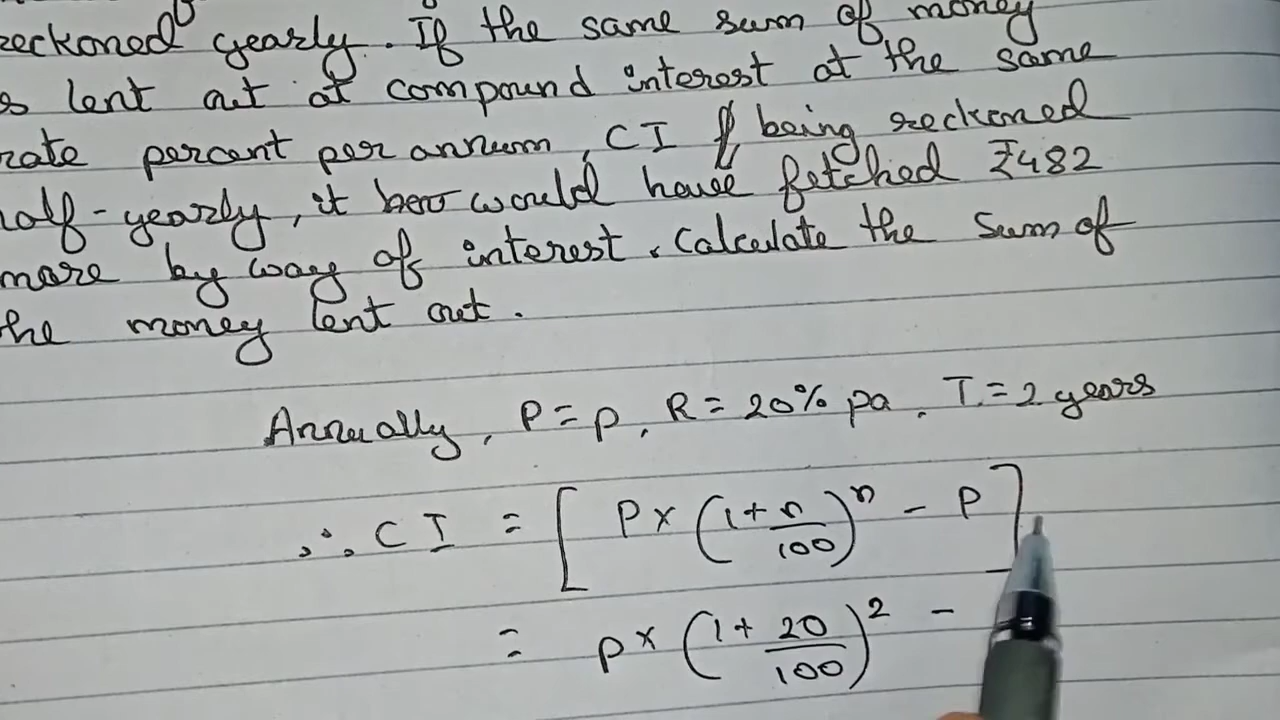 reckoned yearly. If the same sum of money
s lent out at compound interest at the same
rate percent per annum, CI being reckoned
half-yearly, it would have fetched ₹482
more by way of interest. Calculate the sum of
he money lent out.
Annually, P = p, R = 20% pa, T = 2 years
∴ CI = [ P × (1 + n/100)^n - P ]
= p × (1 + 20/100)^2 -